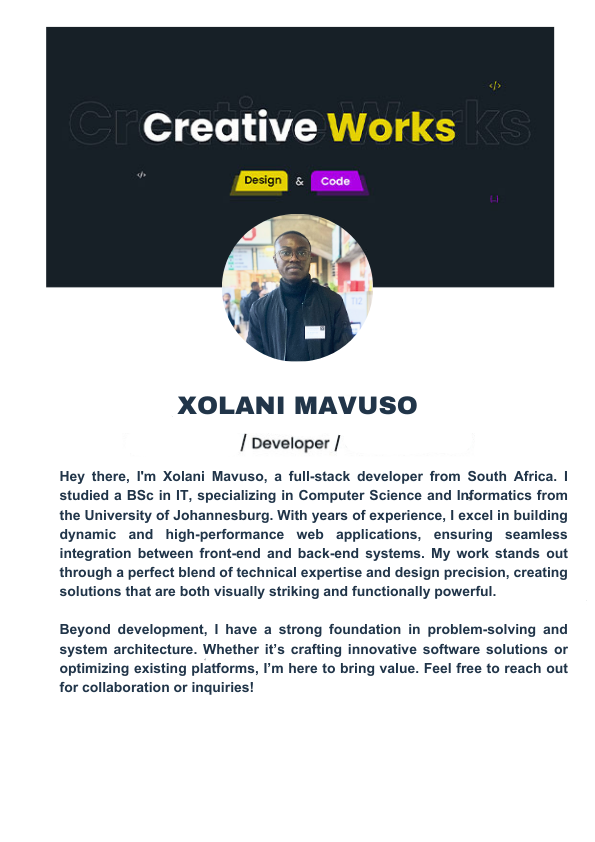 </>
Creative Works
Creative Works
</>
Design & Code
{...}
XOLANI MAVUSO
/ Developer /
Hey there, I'm Xolani Mavuso, a full-stack developer from South Africa. I
studied a BSc in IT, specializing in Computer Science and Informatics from
the University of Johannesburg. With years of experience, I excel in building
dynamic and high-performance web applications, ensuring seamless
integration between front-end and back-end systems. My work stands out
through a perfect blend of technical expertise and design precision, creating
solutions that are both visually striking and functionally powerful.
Beyond development, I have a strong foundation in problem-solving and
system architecture. Whether it’s crafting innovative software solutions or
optimizing existing platforms, I’m here to bring value. Feel free to reach out
for collaboration or inquiries!